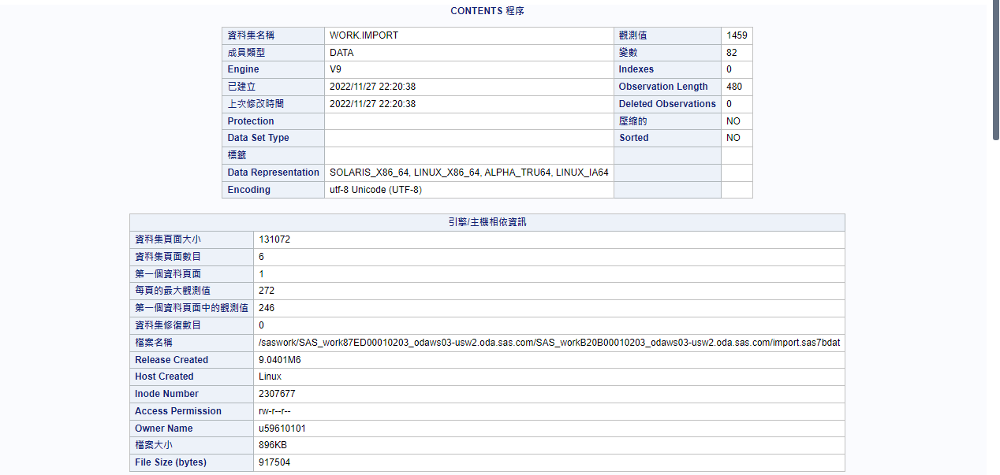 CONTENTS 程序
資料集名稱 WORK.IMPORT 觀測值 1459
成員類型 DATA 變數 82
Engine V9 Indexes 0
已建立 2022/11/27 22:20:38 Observation Length 480
上次修改時間 2022/11/27 22:20:38 Deleted Observations 0
Protection 壓縮的 NO
Data Set Type Sorted NO
標籤
Data Representation SOLARIS_X86_64, LINUX_X86_64, ALPHA_TRU64, LINUX_IA64
Encoding utf-8 Unicode (UTF-8)
引擎/主機相依資訊
資料集頁面大小 131072
資料集頁面數目 6
第一個資料頁面 1
每頁的最大觀測值 272
第一個資料頁面中的觀測值 246
資料集修復數目 0
檔案名稱 /saswork/SAS_work87ED00010203_odaws03-usw2.oda.sas.com/SAS_workB20B00010203_odaws03-usw2.oda.sas.com/import.sas7bdat
Release Created 9.0401M6
Host Created Linux
Inode Number 2307677
Access Permission rw-r--r--
Owner Name u59610101
檔案大小 896KB
File Size (bytes) 917504